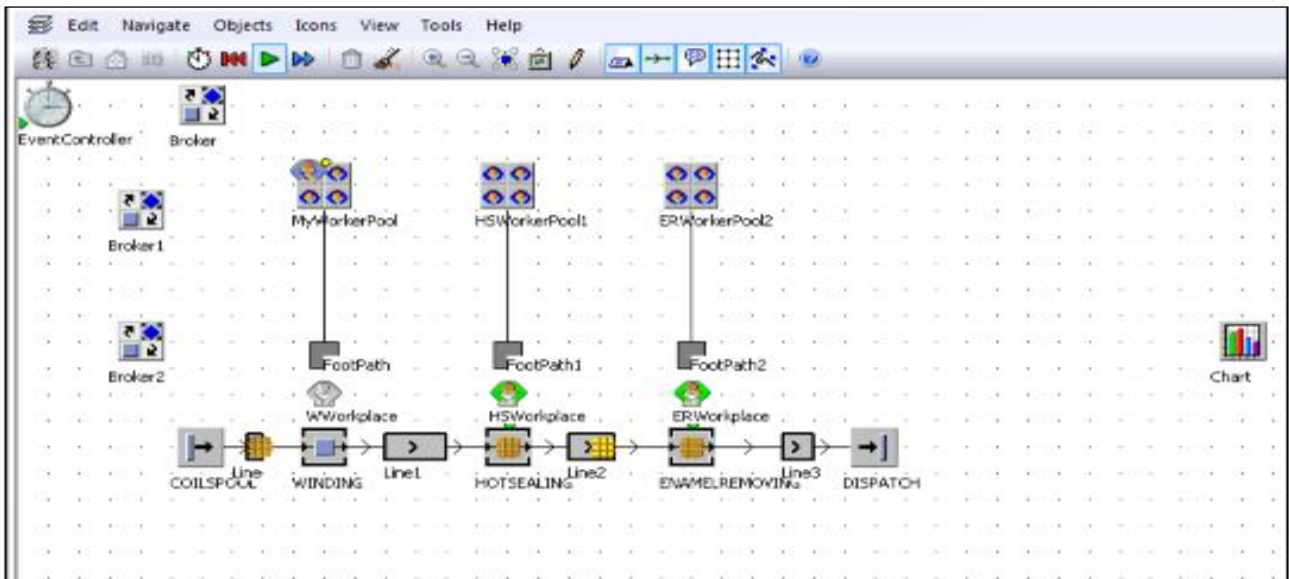 Edit Navigate Objects Icons View Tools Help
EventController Broker
MyWorkerPool HSWorkerPool1 ERWorkerPool2
Broker1
FootPath FootPath1 FootPath2
Broker2 Chart
WWorkplace HSWorkplace ERWorkplace
Line Line1 Line2 Line3
COILSPOOL WINDING HOTSEALING ENAMELREMOVING DISPATCH